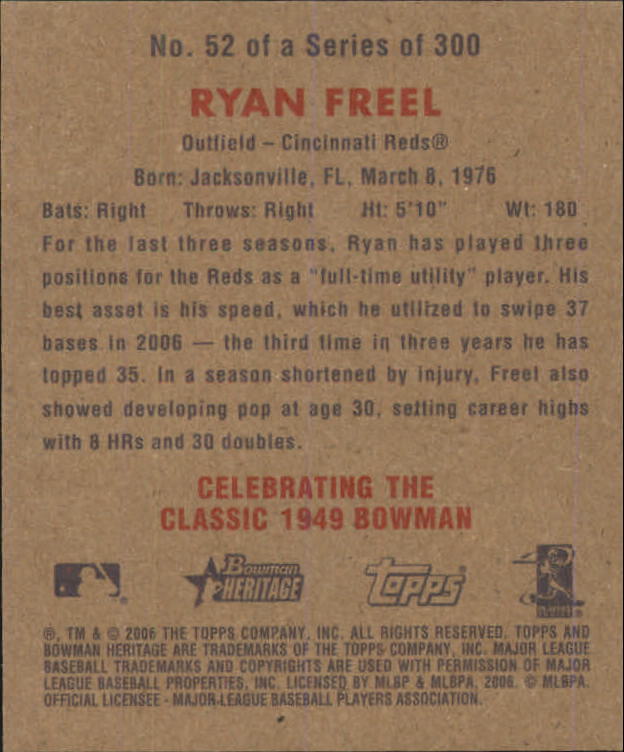 No. 52 of a Series of 300
RYAN FREEL
Outfield – Cincinnati Reds®
Born: Jacksonville, FL, March 8, 1976
Bats: Right Throws: Right Ht: 5'10" Wt: 180
For the last three seasons, Ryan has played three
positions for the Reds as a "full-time utility" player. His
best asset is his speed, which he utilized to swipe 37
bases in 2006 — the third time in three years he has
topped 35. In a season shortened by injury, Freel also
showed developing pop at age 30, setting career highs
with 8 HRs and 30 doubles.
CELEBRATING THE
CLASSIC 1949 BOWMAN
Bowman
HERITAGE
TOPPS
®, TM & © 2006 THE TOPPS COMPANY, INC. ALL RIGHTS RESERVED. TOPPS AND
BOWMAN HERITAGE ARE TRADEMARKS OF THE TOPPS COMPANY, INC. MAJOR LEAGUE
BASEBALL TRADEMARKS AND COPYRIGHTS ARE USED WITH PERMISSION OF MAJOR
LEAGUE BASEBALL PROPERTIES, INC. LICENSED BY MLBP & MLBPA, 2006. © MLBPA.
OFFICIAL LICENSEE - MAJOR LEAGUE BASEBALL PLAYERS ASSOCIATION.